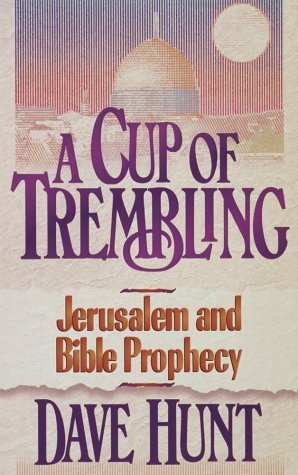 A CUP OF
TREMBLING
Jerusalem and
Bible Prophecy
DAVE HUNT